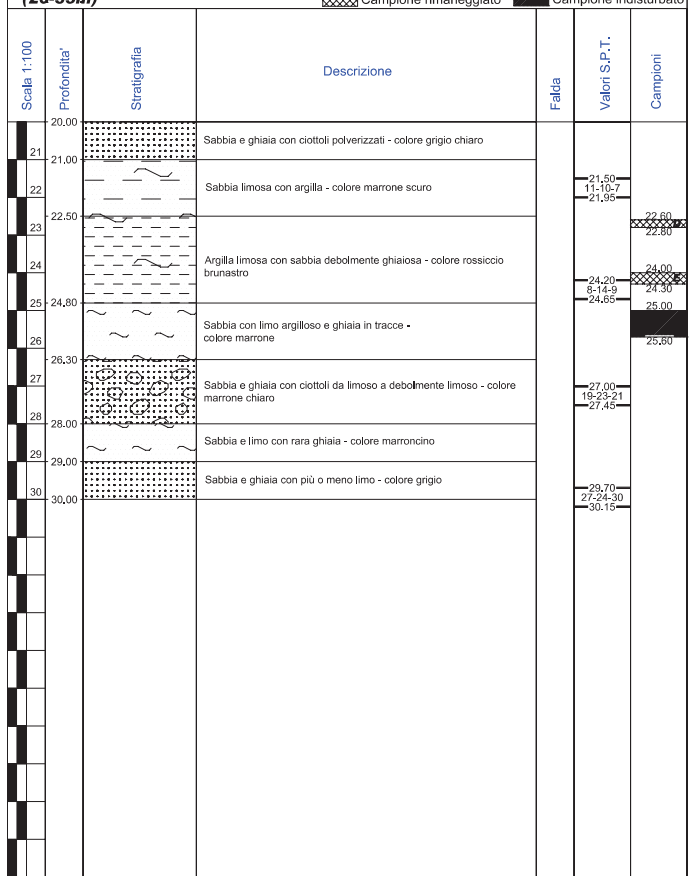 Campione rimaneggiato Campione indisturbato
Scala 1:100
Profondita'
Stratigrafia
Descrizione
Falda
Valori S.P.T.
Campioni
20.00
Sabbia e ghiaia con ciottoli polverizzati - colore grigio chiaro
21
21.00
Sabbia limosa con argilla - colore marrone scuro
21.50
11-10-7
21.95
22
22.50
22.60
22.80
23
Argilla limosa con sabbia debolmente ghiaiosa - colore rossiccio
brunastro
24
24.00
24.30
24.20
8-14-9
24.65
25
24.80
25.00
25.60
Sabbia con limo argilloso e ghiaia in tracce -
colore marrone
26
26.30
Sabbia e ghiaia con ciottoli da limoso a debolmente limoso - colore
marrone chiaro
27
27.00
19-23-21
27.45
28
28.00
Sabbia e limo con rara ghiaia - colore marroncino
29
29.00
Sabbia e ghiaia con più o meno limo - colore grigio
30
30.00
29.70
27-24-30
30.15